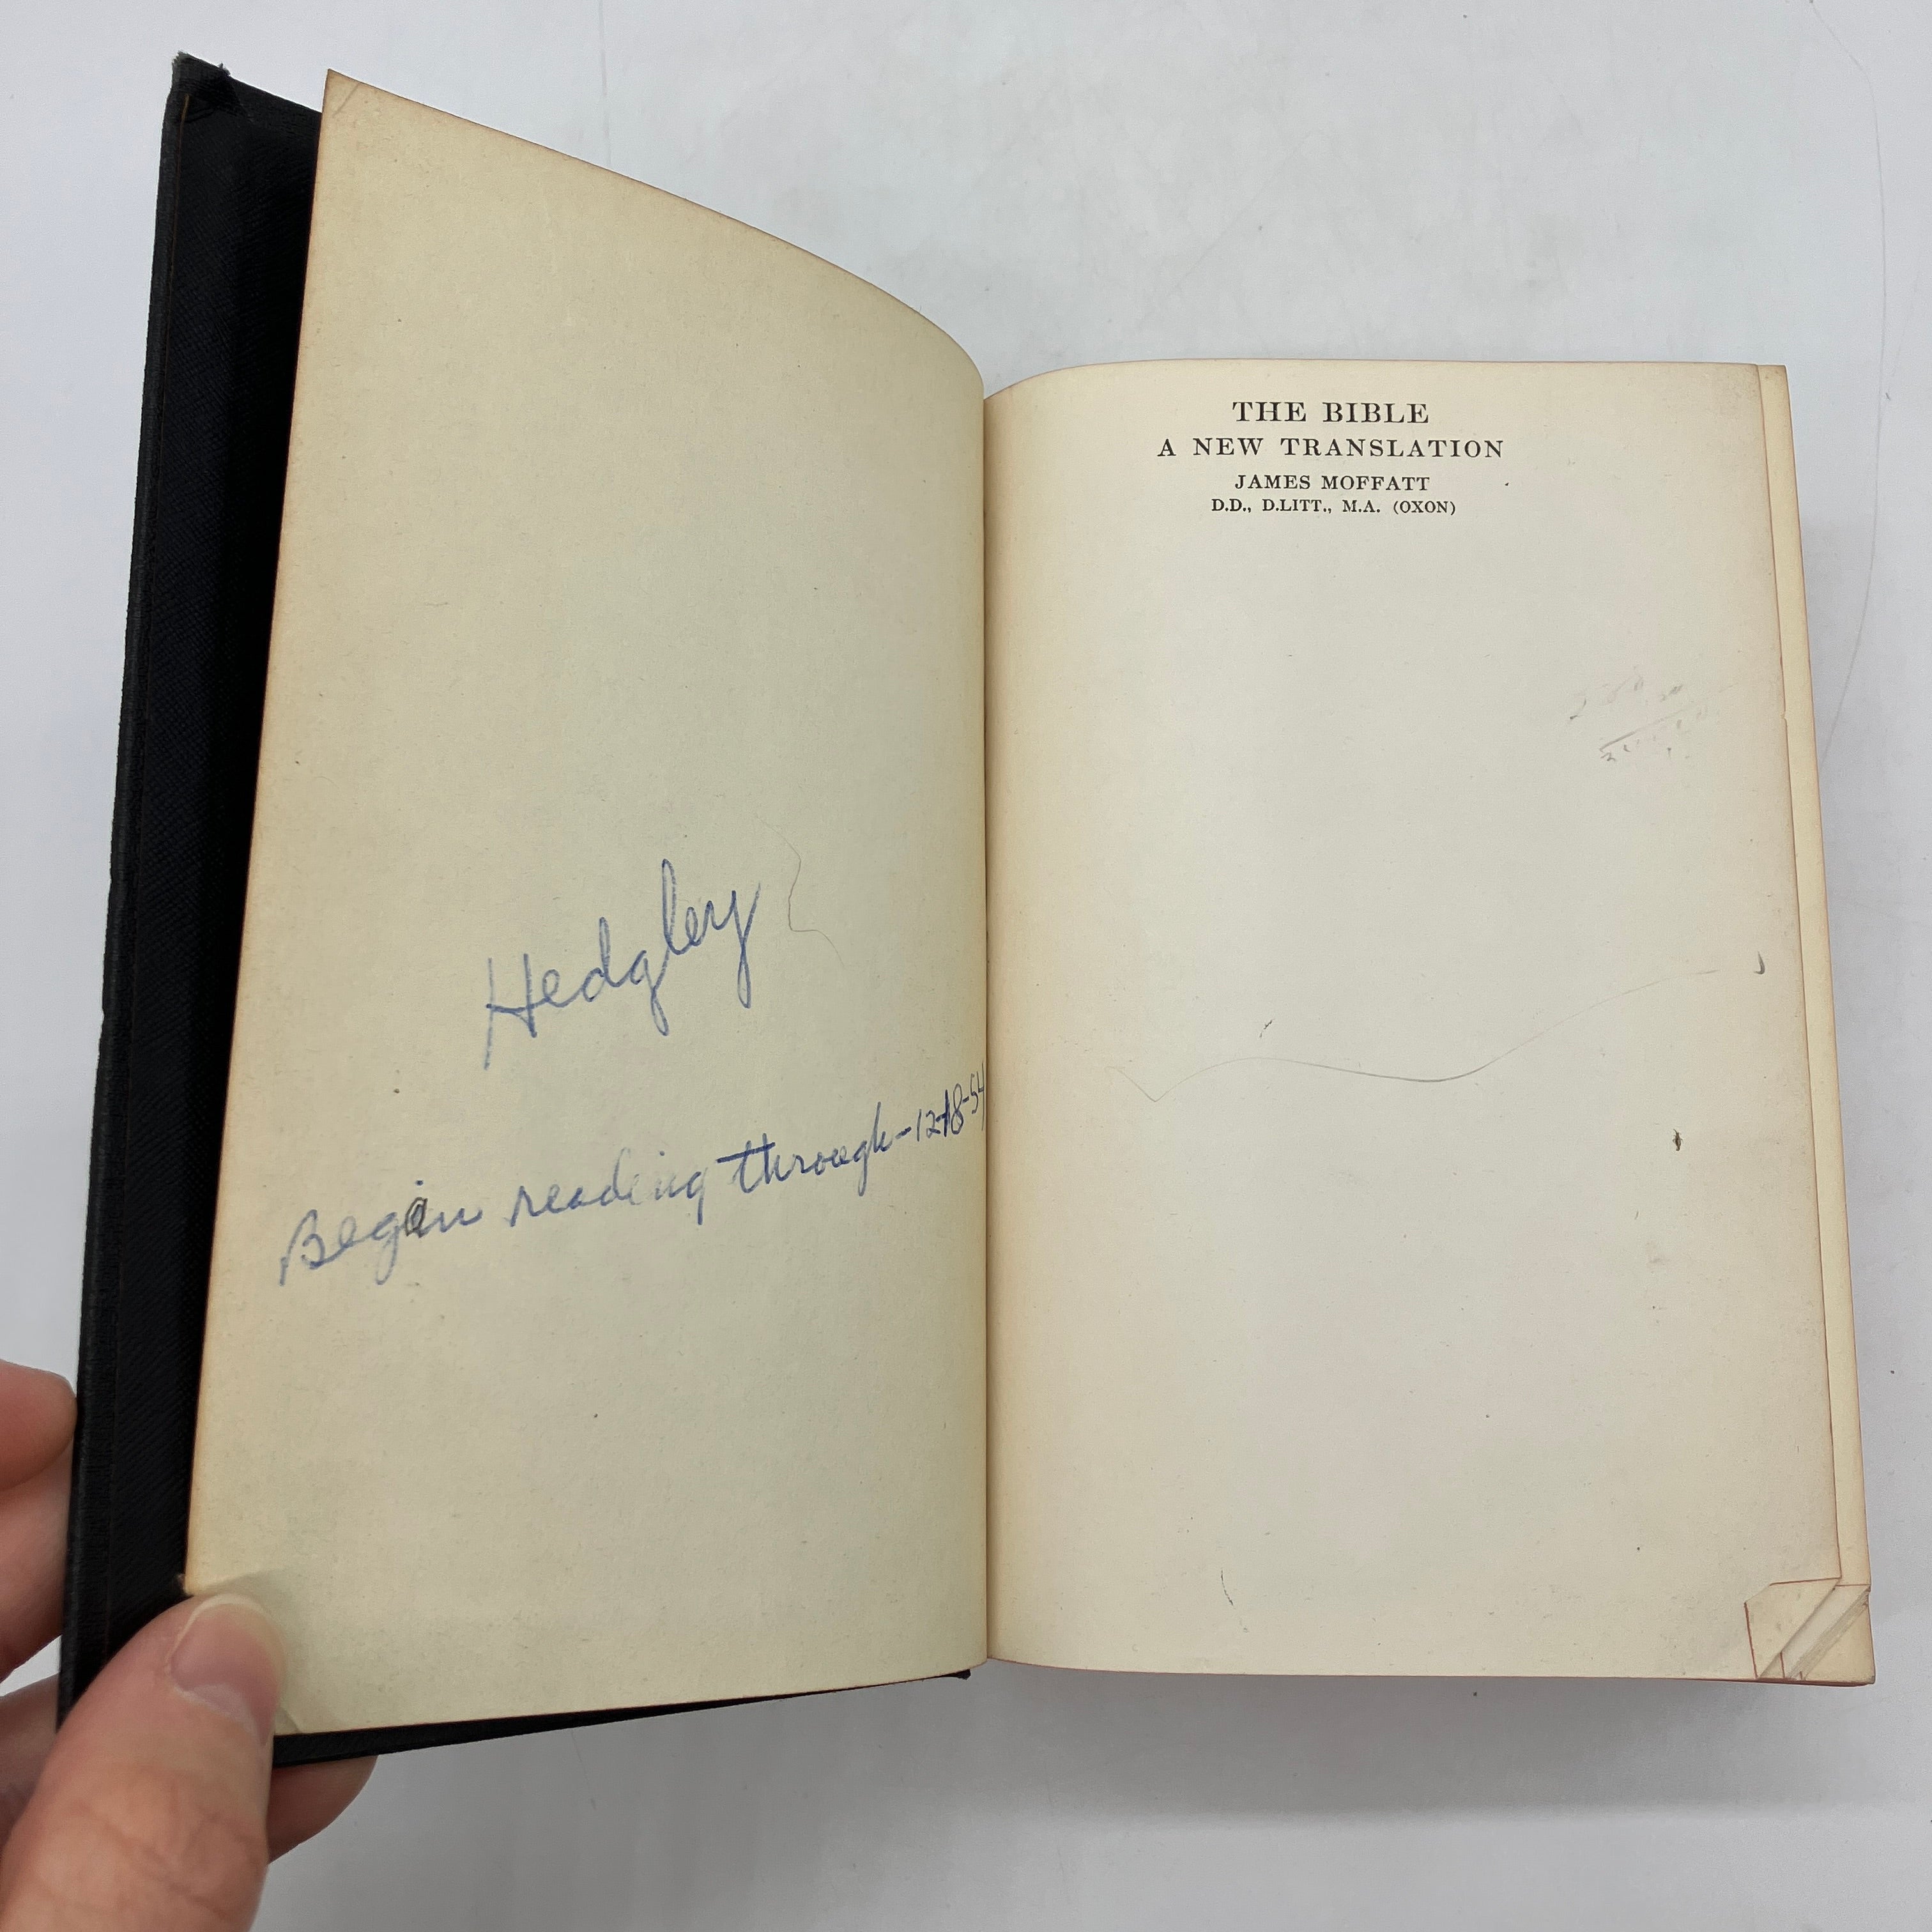 Hedgley
Began reading through-12-18-54
THE BIBLE
A NEW TRANSLATION
JAMES MOFFATT
D.D., D.LITT., M.A. (OXON)